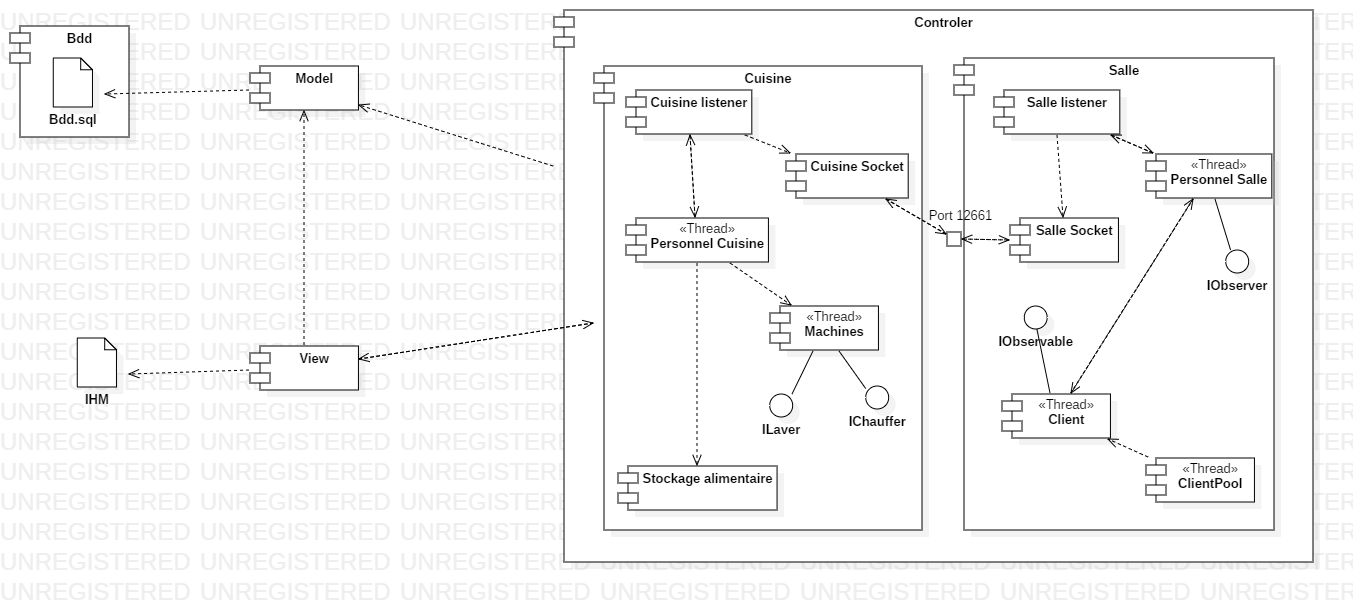 Controler
Bdd
Bdd.sql
Model
View
IHM
Cuisine
Cuisine listener
Cuisine Socket
«Thread»
Personnel Cuisine
«Thread»
Machines
ILaver
IChauffer
Stockage alimentaire
Port 12661
Salle
Salle listener
«Thread»
Personnel Salle
Salle Socket
IObserver
IObservable
«Thread»
Client
«Thread»
ClientPool
UNREGISTERED UNREGISTERED UNREGISTERED UNREGISTERED UNREGISTERED UNREGISTERED UNREGISTERED